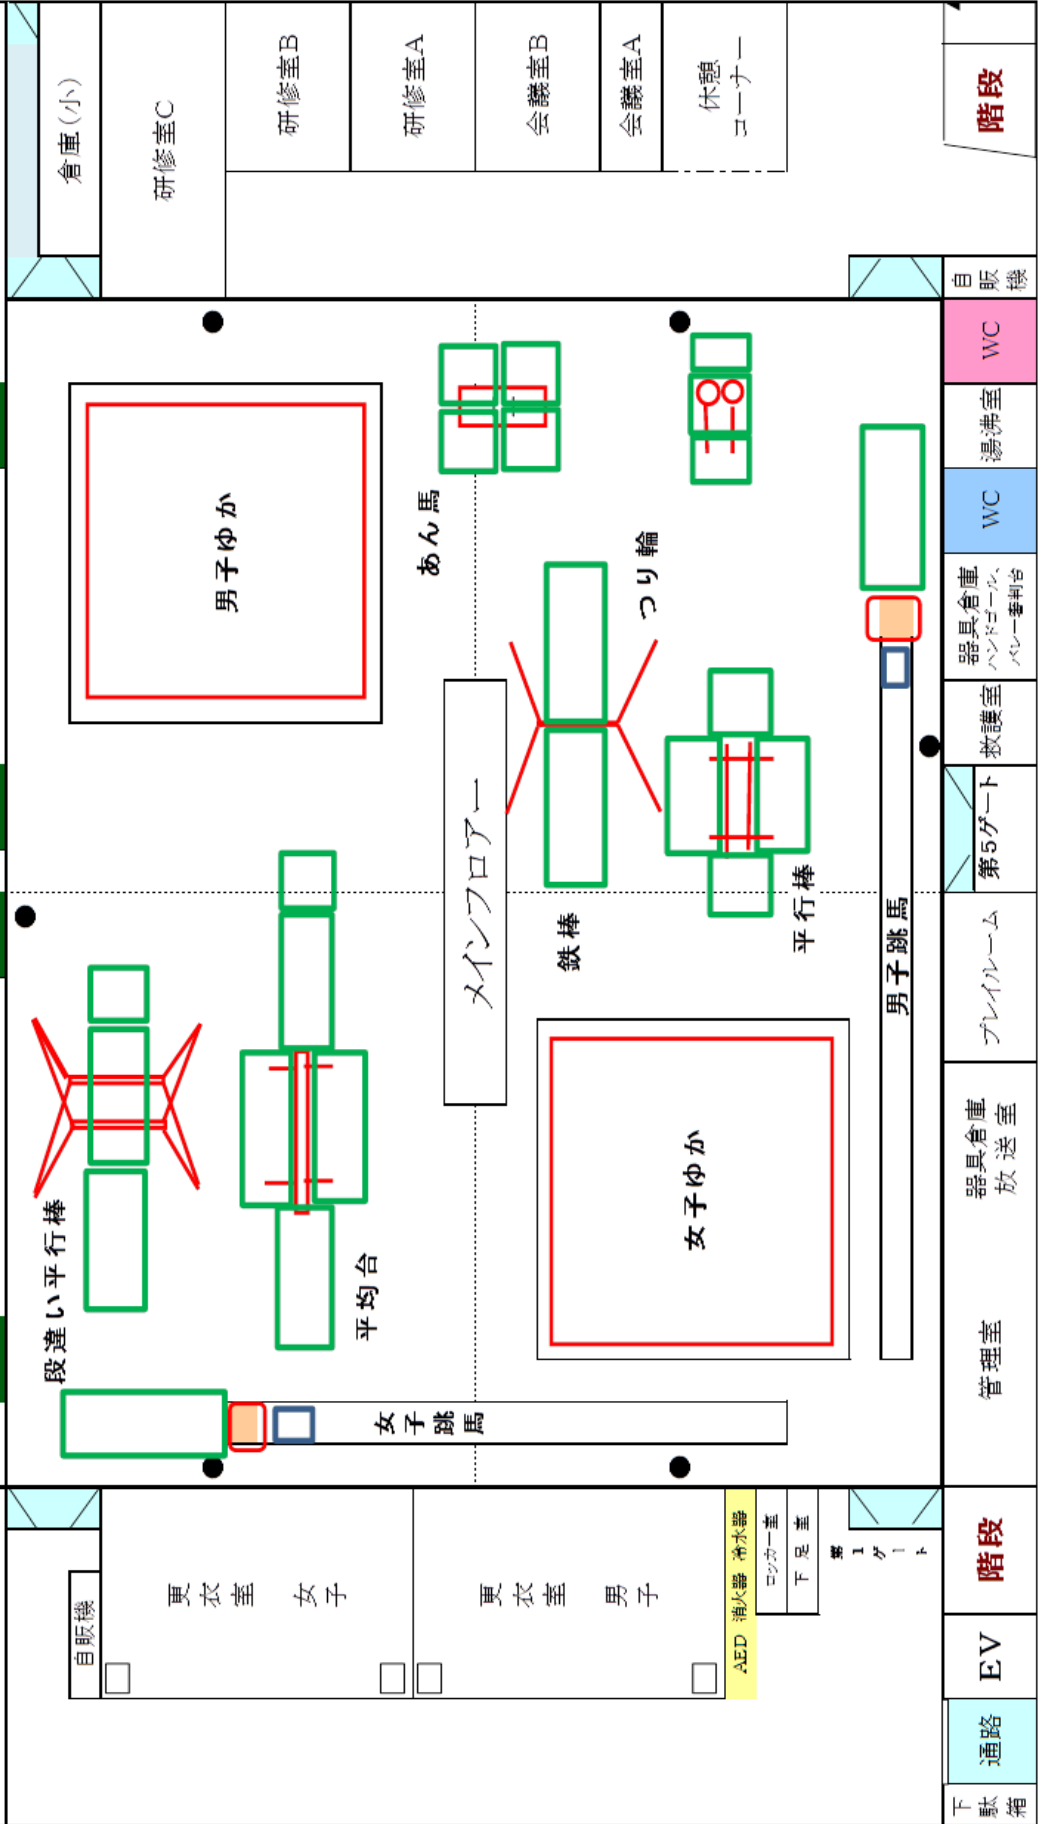 倉庫(小)
研修室C
研修室B
研修室A
会議室B
会議室A
休憩
コーナー
階段
自
販
機
WC
湯沸室
WC
器具倉庫
ハンドゴール、
バレー審判台
救護室
第5ゲート
プレイルーム
器具倉庫
放送室
管理室
階段
EV
通路
下
駄
箱
男子ゆか
あん馬
つり輪
メインフロアー
鉄棒
平行棒
男子跳馬
段違い平行棒
平均台
女子ゆか
女子跳馬
自販機
更衣室 女子
更衣室 男子
AED 消火器 冷水器
ロッカー室
下足室
第1ゲート